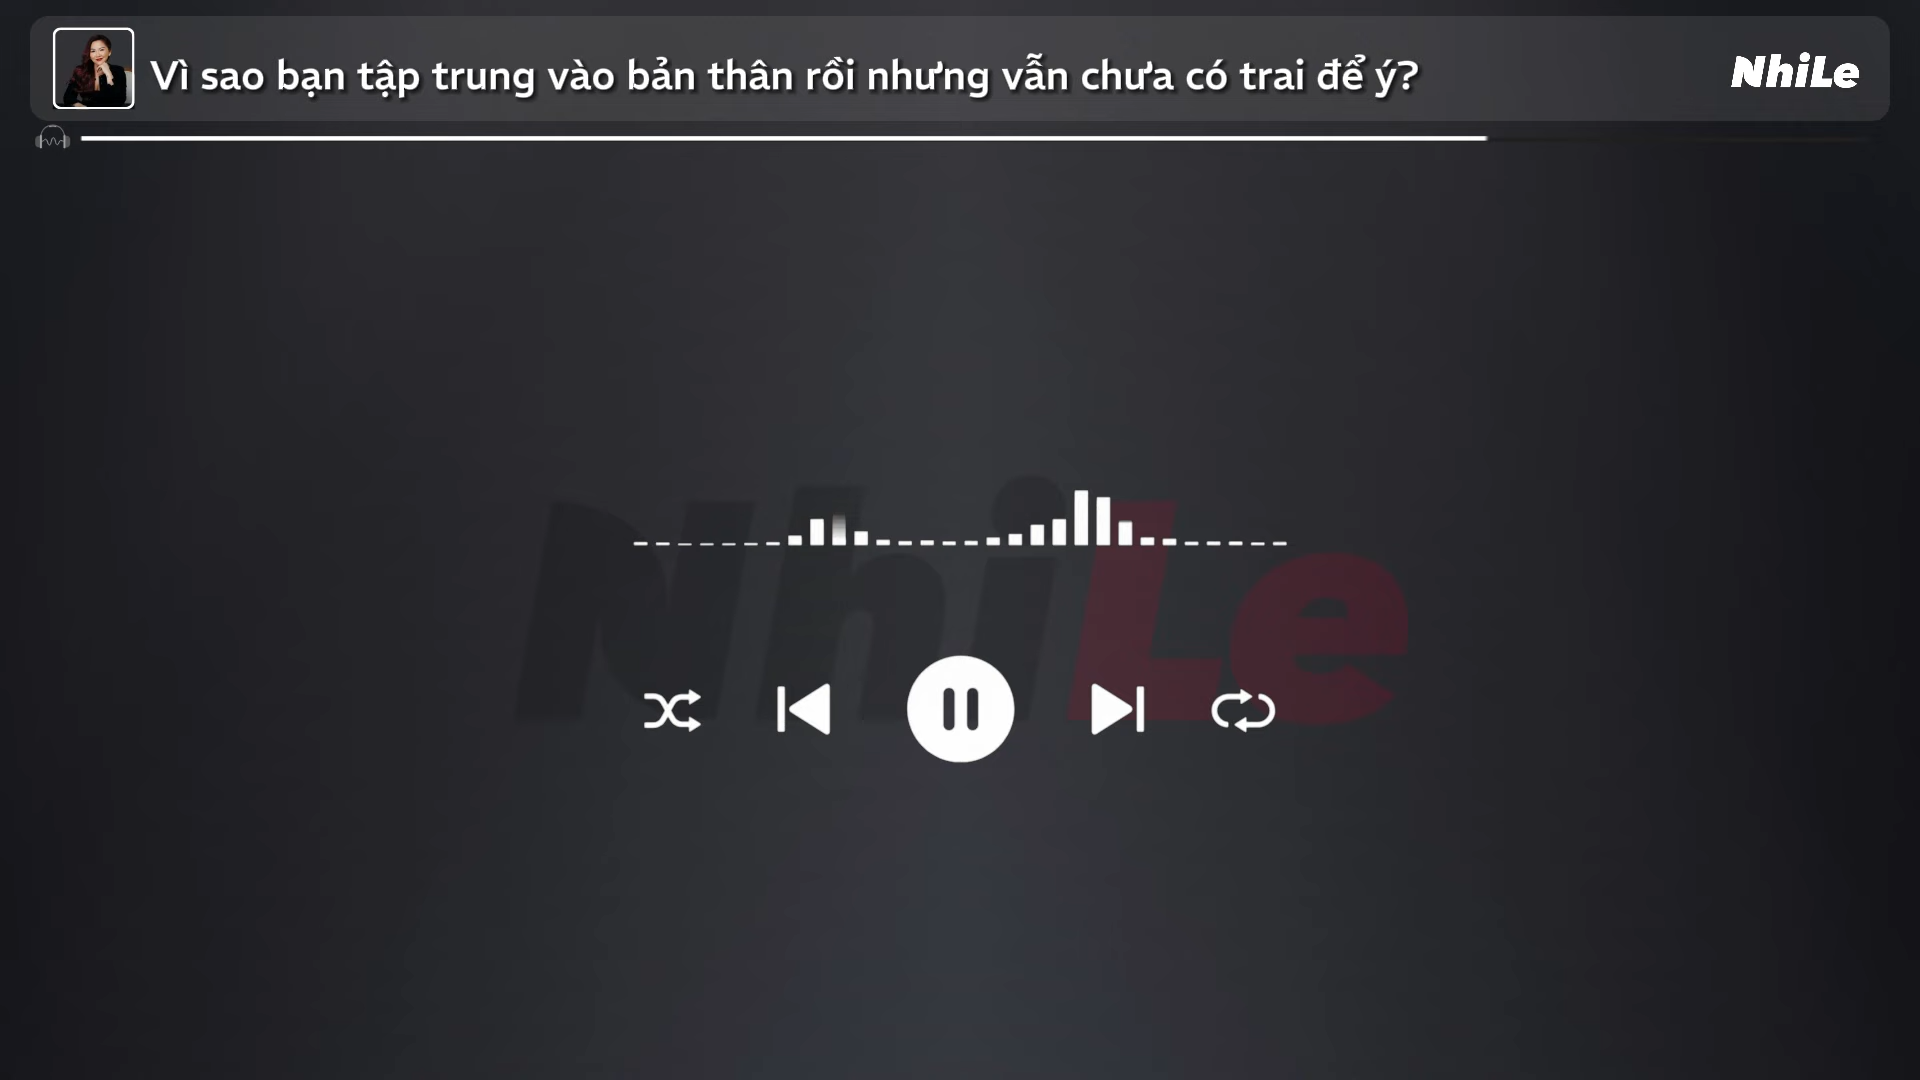 Vì sao bạn tập trung vào bản thân rồi nhưng vẫn chưa có trai để ý?
NhiLe
NhiLe